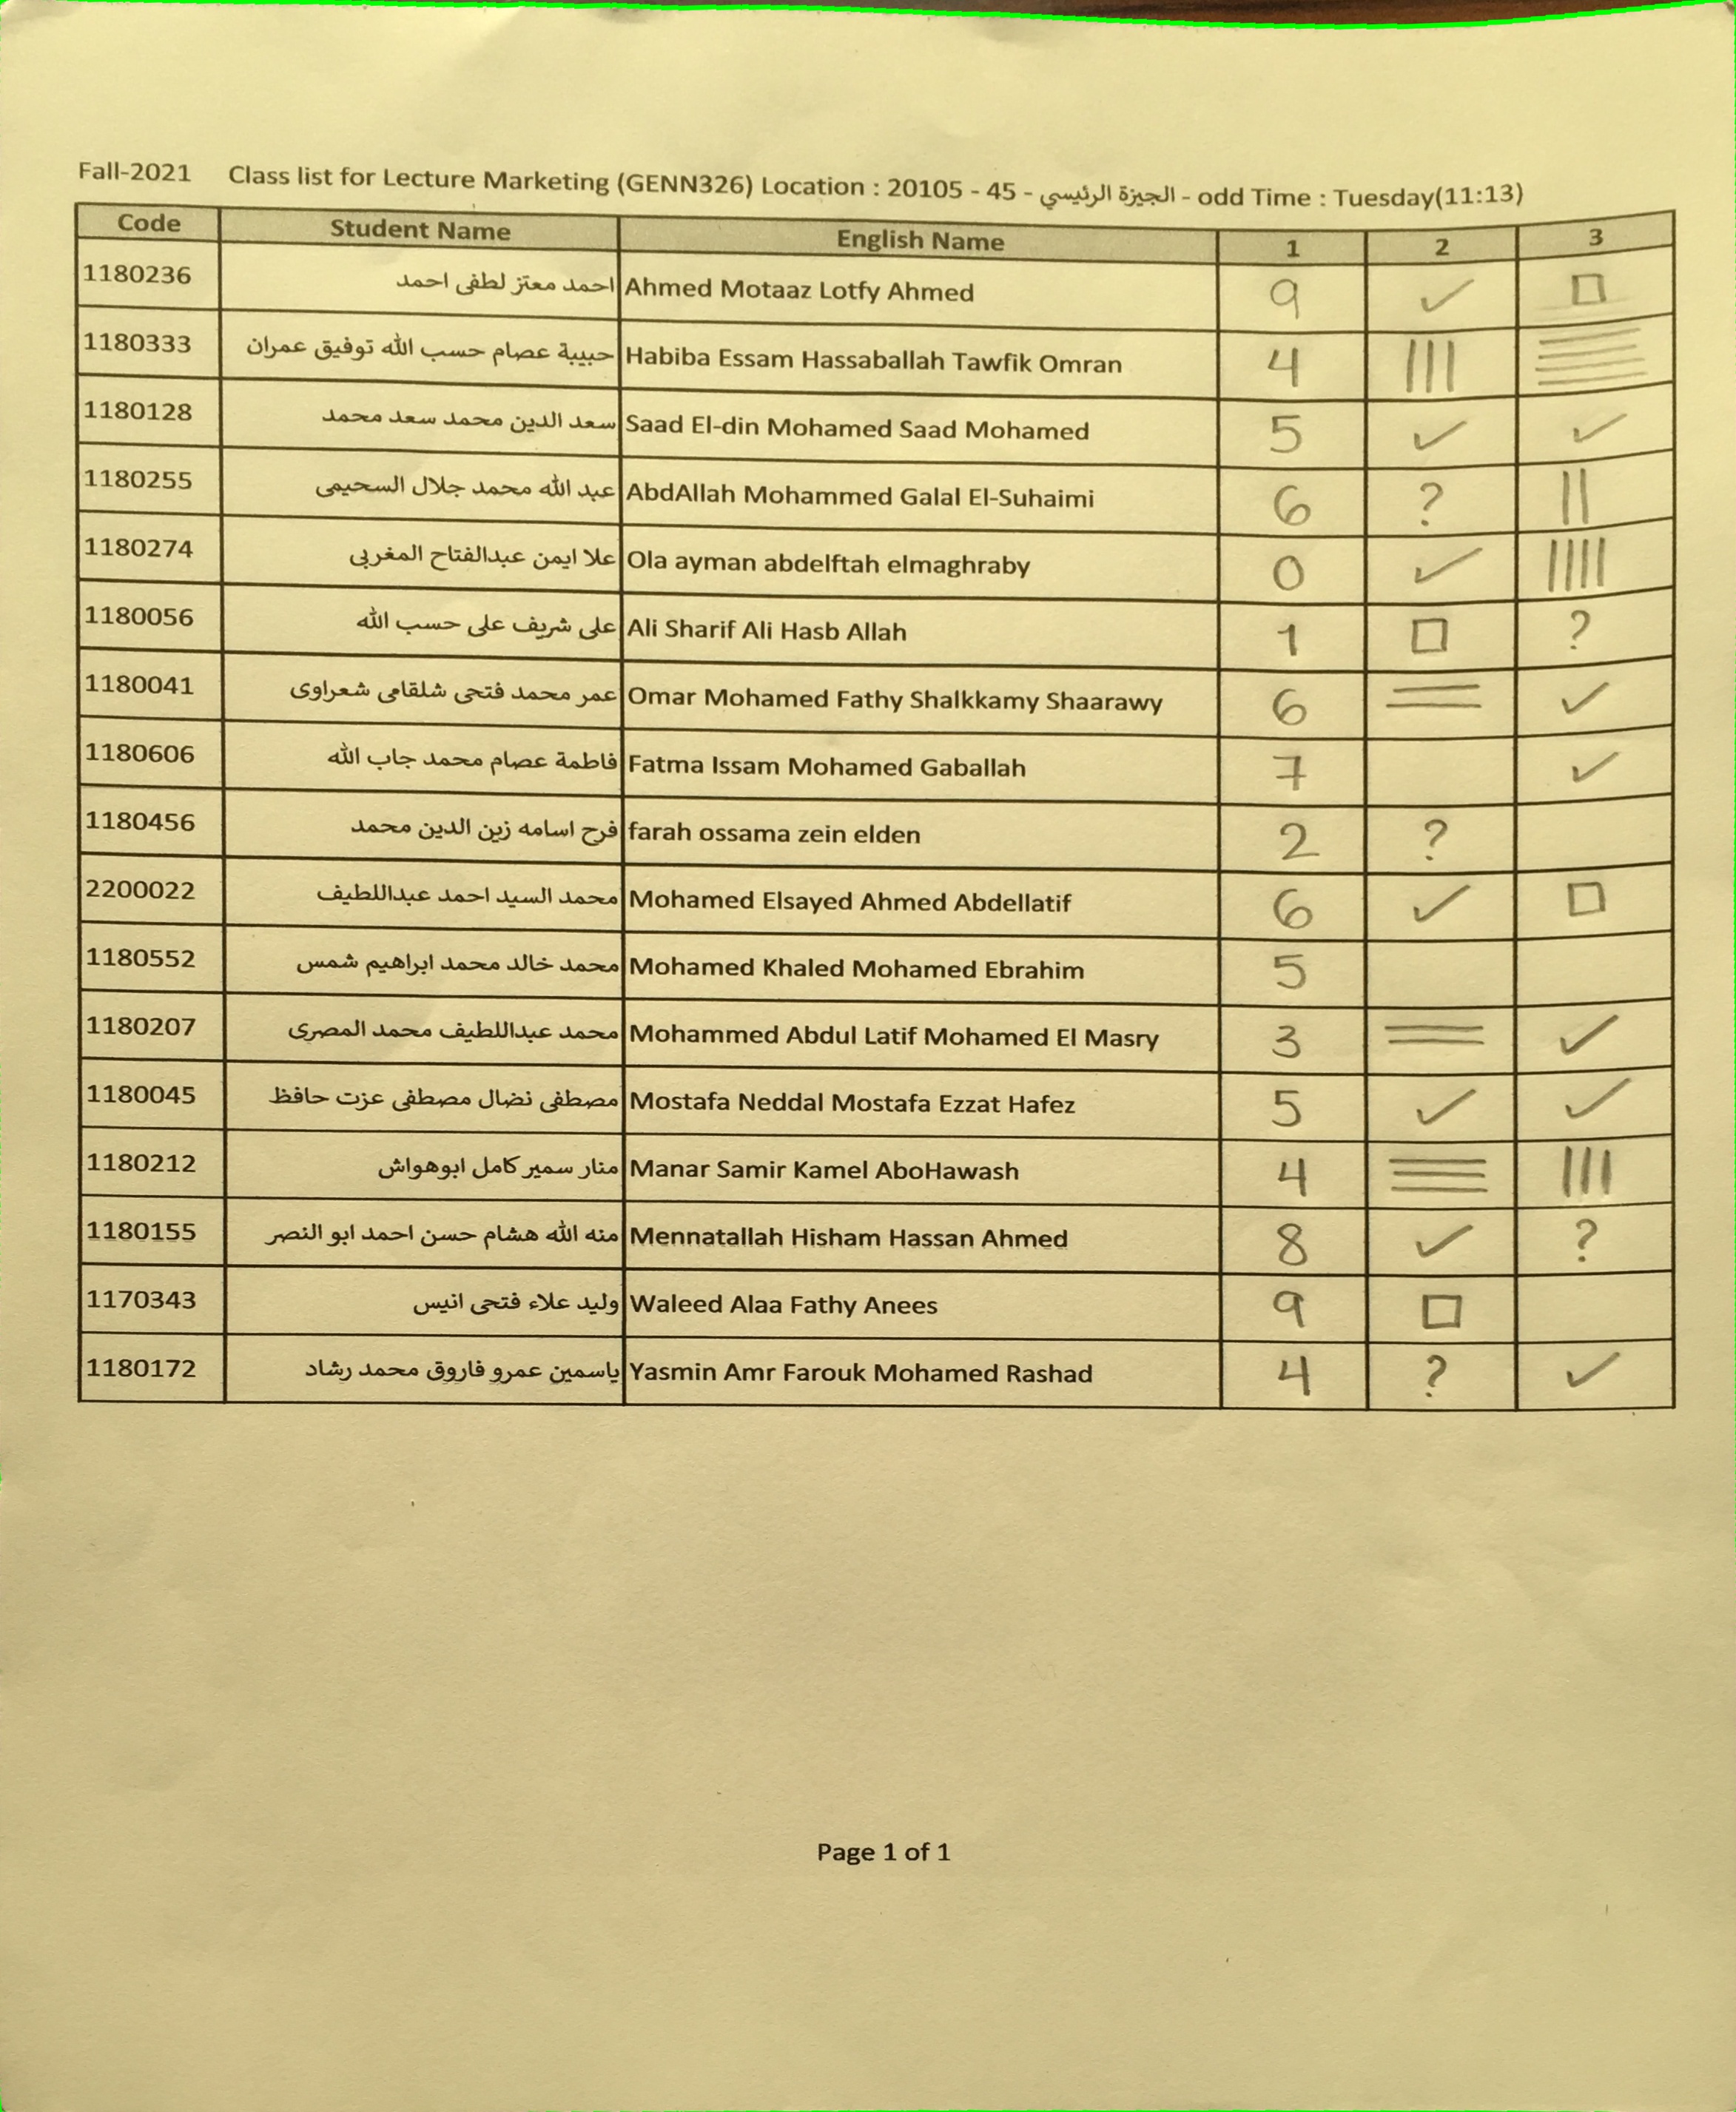 Fall-2021 Class list for Lecture Marketing (GENN326) Location : 20105 - 45 - الجيزة الرئيسي - odd Time : Tuesday(11:13)
Code Student Name English Name 1 2 3
1180236 احمد معتز لطفى احمد Ahmed Motaaz Lotfy Ahmed 9 ✓ □
1180333 حبيبة عصام حسب الله توفيق عمران Habiba Essam Hassaballah Tawfik Omran 4 |||
1180128 سعد الدين محمد سعد محمد Saad El-din Mohamed Saad Mohamed 5 ✓ ✓
1180255 عبد الله محمد جلال السحيمى AbdAllah Mohammed Galal El-Suhaimi 6 ? ||
1180274 علا ايمن عبدالفتاح المغربى Ola ayman abdelftah elmaghraby 0 ✓ ||||
1180056 على شريف على حسب الله Ali Sharif Ali Hasb Allah 1 □ ?
1180041 عمر محمد فتحى شلقامى شعراوى Omar Mohamed Fathy Shalkkamy Shaarawy 6 = ✓
1180606 فاطمة عصام محمد جاب الله Fatma Issam Mohamed Gaballah 7 ✓
1180456 فرح اسامه زين الدين محمد farah ossama zein elden 2 ?
2200022 محمد السيد احمد عبداللطيف Mohamed Elsayed Ahmed Abdellatif 6 ✓ □
1180552 محمد خالد محمد ابراهيم شمس Mohamed Khaled Mohamed Ebrahim 5
1180207 محمد عبداللطيف محمد المصرى Mohammed Abdul Latif Mohamed El Masry 3 = ✓
1180045 مصطفى نضال مصطفى عزت حافظ Mostafa Neddal Mostafa Ezzat Hafez 5 ✓ ✓
1180212 منار سمير كامل ابوهواش Manar Samir Kamel AboHawash 4 ≡ |||
1180155 منه الله هشام حسن احمد ابو النصر Mennatallah Hisham Hassan Ahmed 8 ✓ ?
1170343 وليد علاء فتحى انيس Waleed Alaa Fathy Anees 9 □
1180172 ياسمين عمرو فاروق محمد رشاد Yasmin Amr Farouk Mohamed Rashad 4 ? ✓
Page 1 of 1